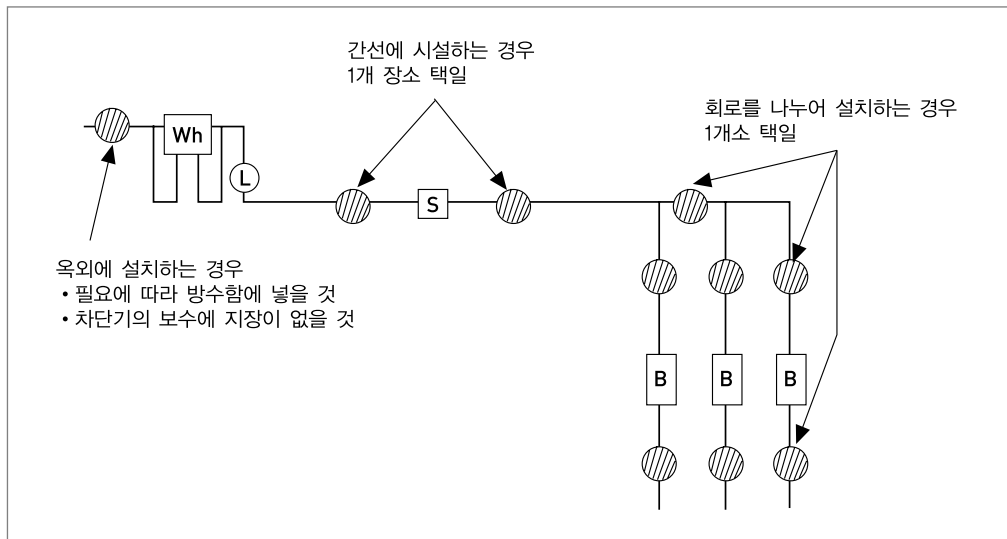 간선에 시설하는 경우
1개 장소 택일
회로를 나누어 설치하는 경우
1개소 택일
Wh
L
S
옥외에 설치하는 경우
• 필요에 따라 방수함에 넣을 것
• 차단기의 보수에 지장이 없을 것
B
B
B